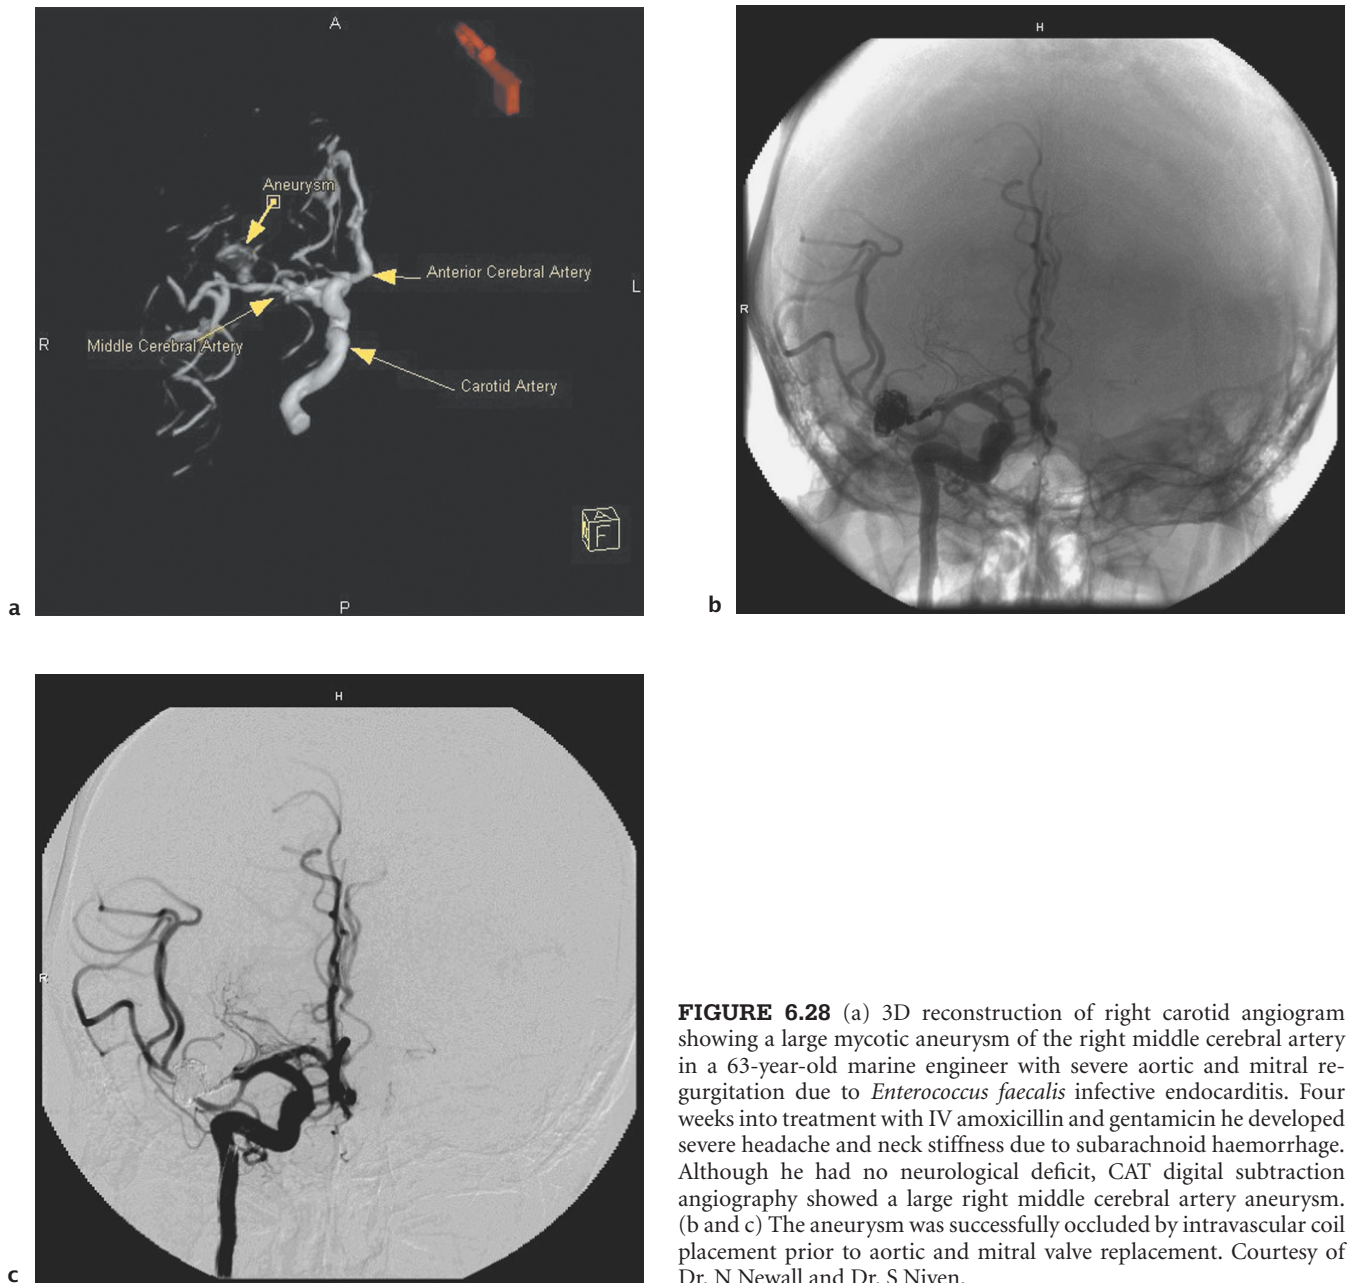 A
Aneurysm
Anterior Cerebral Artery
L
R
Middle Cerebral Artery
Carotid Artery
A
F
P
a
H
R
b
H
R
c
FIGURE 6.28 (a) 3D reconstruction of right carotid angiogram
showing a large mycotic aneurysm of the right middle cerebral artery
in a 63-year-old marine engineer with severe aortic and mitral re-
gurgitation due to Enterococcus faecalis infective endocarditis. Four
weeks into treatment with IV amoxicillin and gentamicin he developed
severe headache and neck stiffness due to subarachnoid haemorrhage.
Although he had no neurological deficit, CAT digital subtraction
angiography showed a large right middle cerebral artery aneurysm.
(b and c) The aneurysm was successfully occluded by intravascular coil
placement prior to aortic and mitral valve replacement. Courtesy of
Dr. N Newall and Dr. S Niven.